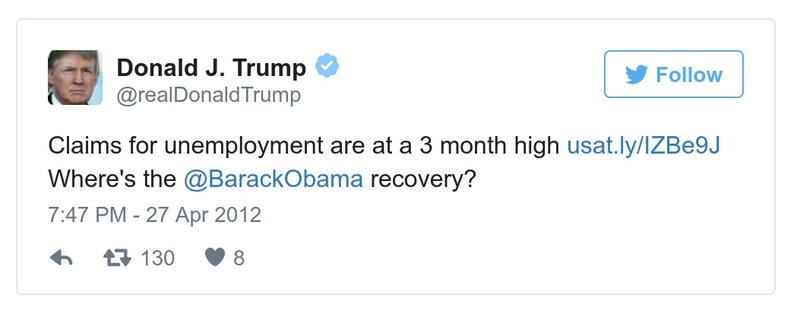 Donald J. Trump
@realDonaldTrump
Follow
Claims for unemployment are at a 3 month high usat.ly/IZBe9J
Where's the @BarackObama recovery?
7:47 PM - 27 Apr 2012
130 8